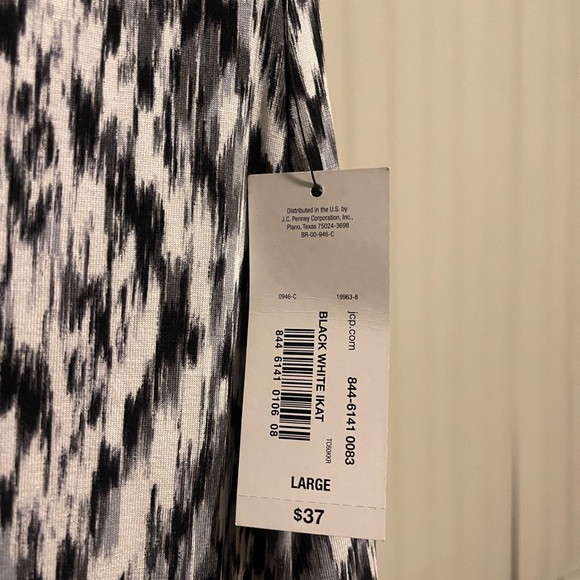 Distributed in the U.S. by
J.C. Penney Corporation, Inc.,
Plano, Texas 75024-3698
BR-00-946-C
0946-C 19963-8
jcp.com
844-6141 0083
TC60XKR
BLACK WHITE IKAT
844 6141 0106 08
LARGE
$37